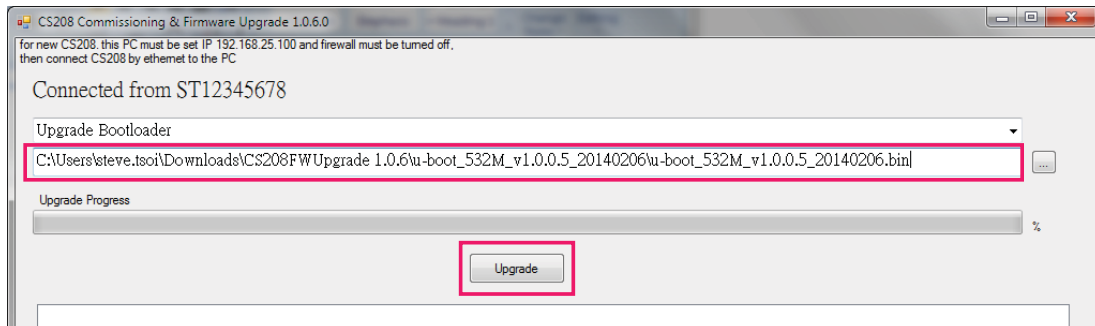 CS208 Commissioning & Firmware Upgrade 1.0.6.0
for new CS208. this PC must be set IP 192.168.25.100 and firewall must be turned off,
then connect CS208 by ethernet to the PC
Connected from ST12345678
Upgrade Bootloader
C:\Users\steve.tsoi\Downloads\CS208FWUpgrade 1.0.6\u-boot_532M_v1.0.0.5_20140206\u-boot_532M_v1.0.0.5_20140206.bin
...
Upgrade Progress
%
Upgrade